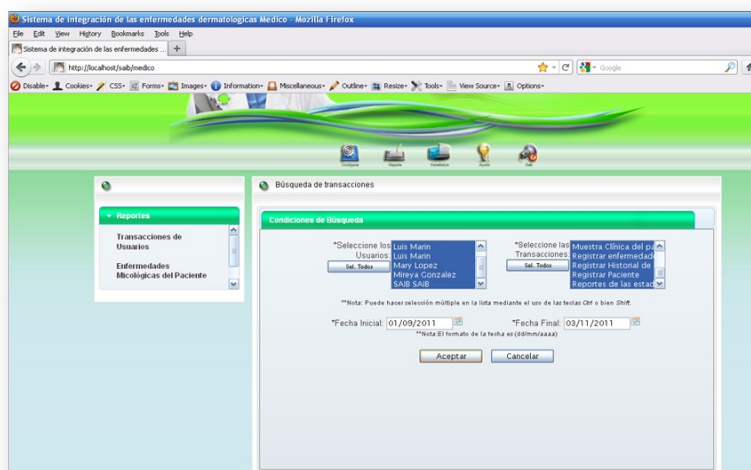 Sistema de integración de las enfermedades dermatologicas Medico - Mozilla Firefox
File Edit View History Bookmarks Tools Help
Sistema de integración de las enfermedades ... +
http://localhost/saib/medico
Google
Disable Cookies CSS Forms Images Information Miscellaneous Outline Resize Tools View Source Options
Configurar Reportes Estadística Ayuda Salir
Búsqueda de transacciones
Reportes
Transacciones de
Usuarios
Enfermedades
Micológicas del Paciente
Condiciones de Búsqueda
*Seleccione los
Usuarios:
Sel. Todos
Luis Marin
Luis Marin
Mary Lopez
Mireya Gonzalez
SAIB SAIB
*Seleccione las
Transacciones:
Sel. Todos
Muestra Clínica del pa
Registrar enfermedad
Registrar Historial de
Registrar Paciente
Reportes de las estad
**Nota: Puede hacer selección múltiple en la lista mediante el uso de las teclas Ctrl o bien Shift.
*Fecha Inicial: 01/09/2011 *Fecha Final: 03/11/2011
**Nota:El formato de la fecha es (dd/mm/aaaa)
Aceptar Cancelar